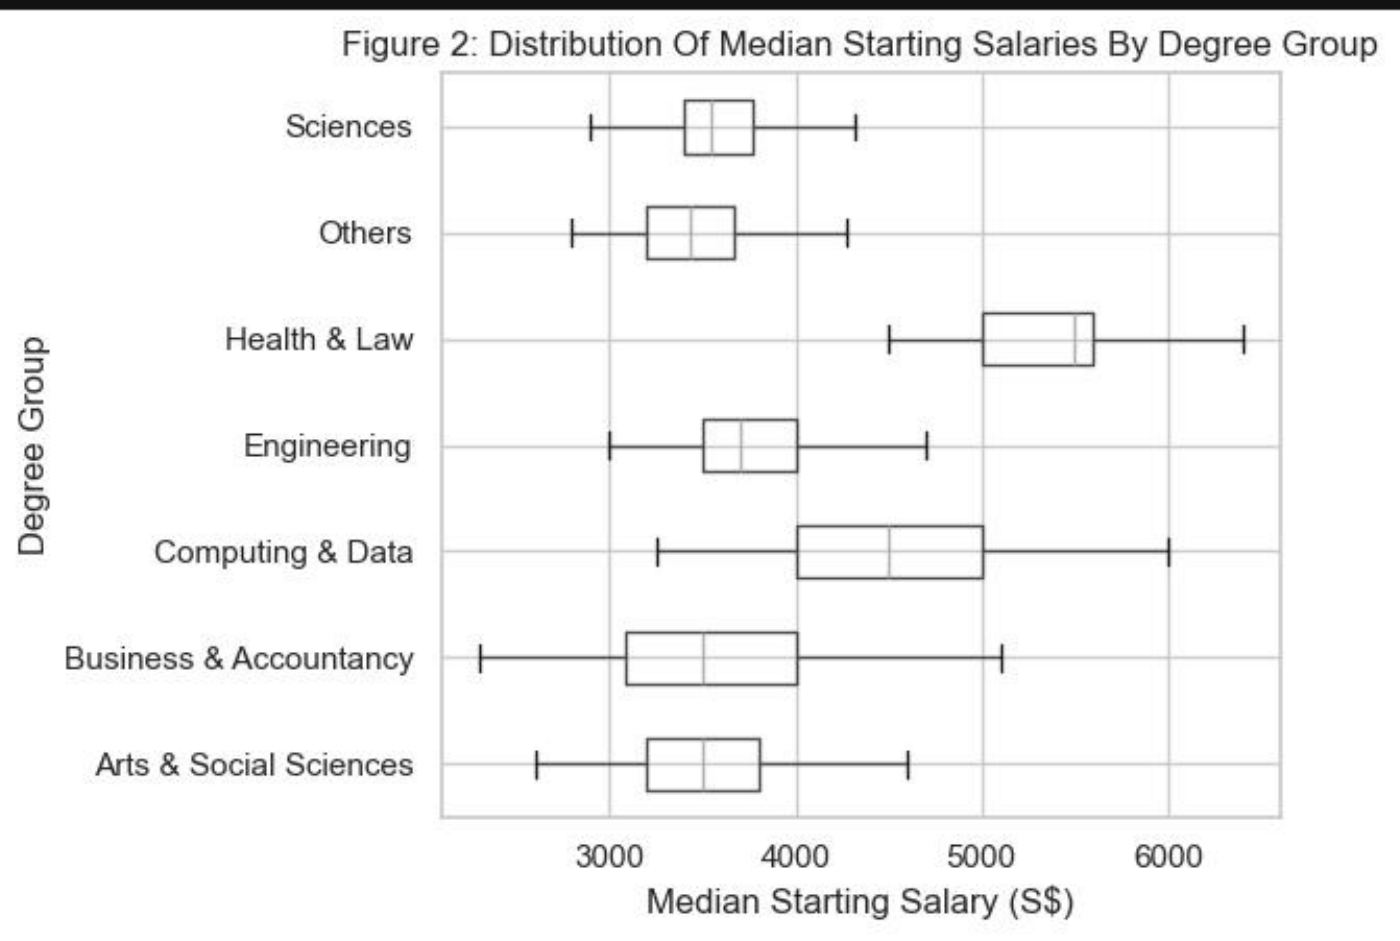 Figure 2: Distribution Of Median Starting Salaries By Degree Group
Degree Group
Sciences
Others
Health & Law
Engineering
Computing & Data
Business & Accountancy
Arts & Social Sciences
3000 4000 5000 6000
Median Starting Salary (S$)